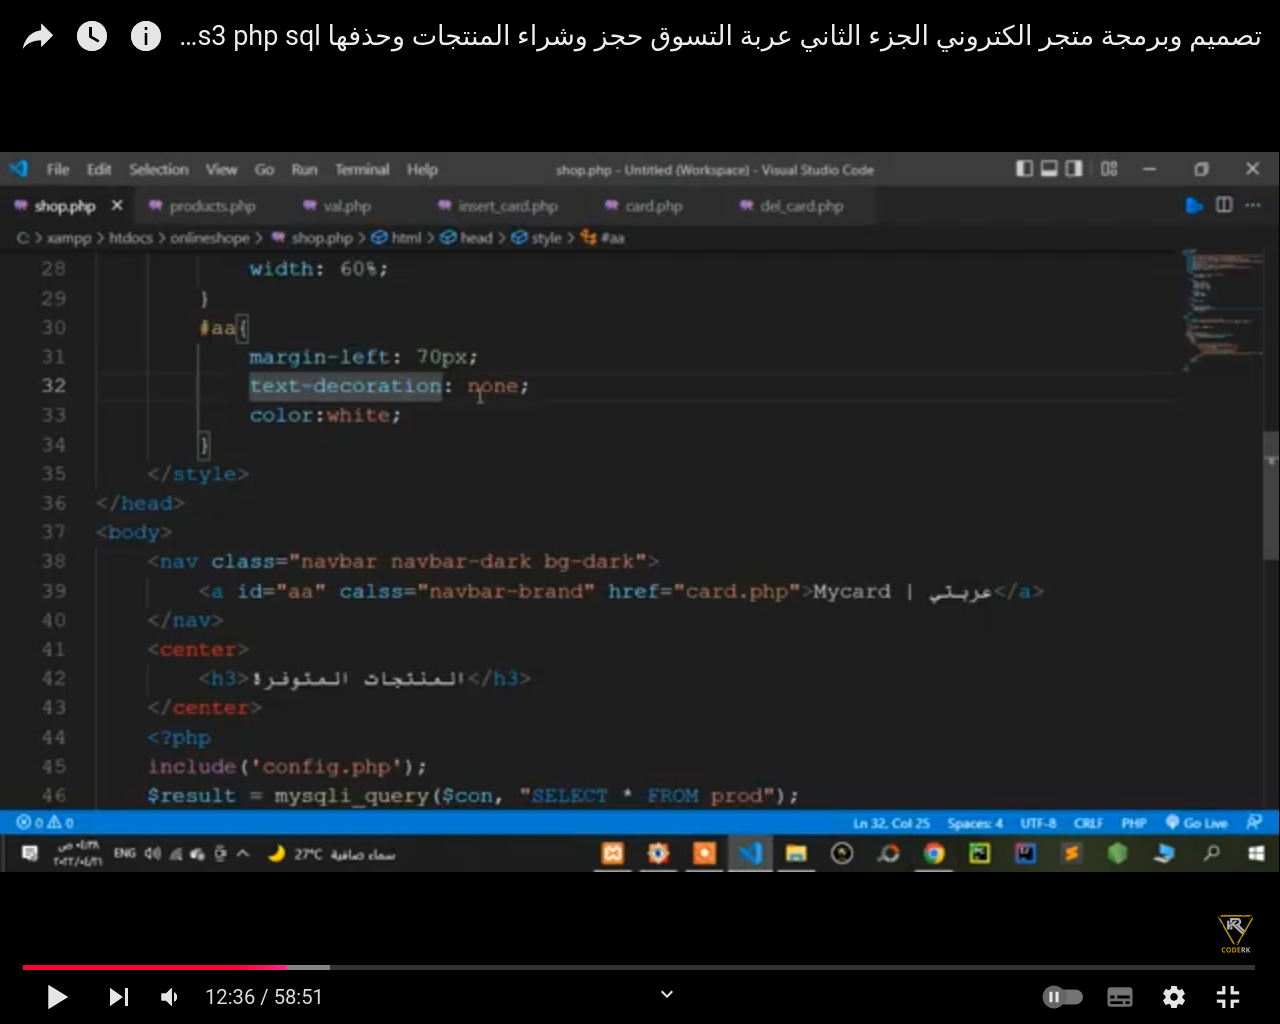 تصميم وبرمجة متجر الكتروني الجزء الثاني عربة التسوق حجز وشراء المنتجات وحذفها s3 php sql...
File Edit Selection View Go Run Terminal Help shop.php - Untitled (Workspace) - Visual Studio Code
shop.php products.php val.php insert_card.php card.php del_card.php
C: > xampp > htdocs > onlineshope > shop.php > html > head > style > #aa
28 width: 60%;
29 }
30 #aa{
31 margin-left: 70px;
32 text-decoration: none;
33 color:white;
34 }
35 </style>
36 </head>
37 <body>
38 <nav class="navbar navbar-dark bg-dark">
39 <a id="aa" calss="navbar-brand" href="card.php">Mycard | عربتي</a>
40 </nav>
41 <center>
42 <h3>المنتجات المتوفرة</h3>
43 </center>
44 <?php
45 include('config.php');
46 $result = mysqli_query($con, "SELECT * FROM prod");
0 0 Ln 32, Col 25 Spaces: 4 UTF-8 CRLF PHP Go Live
ENG 27°C سماء صافية
CODERK
12:36 / 58:51